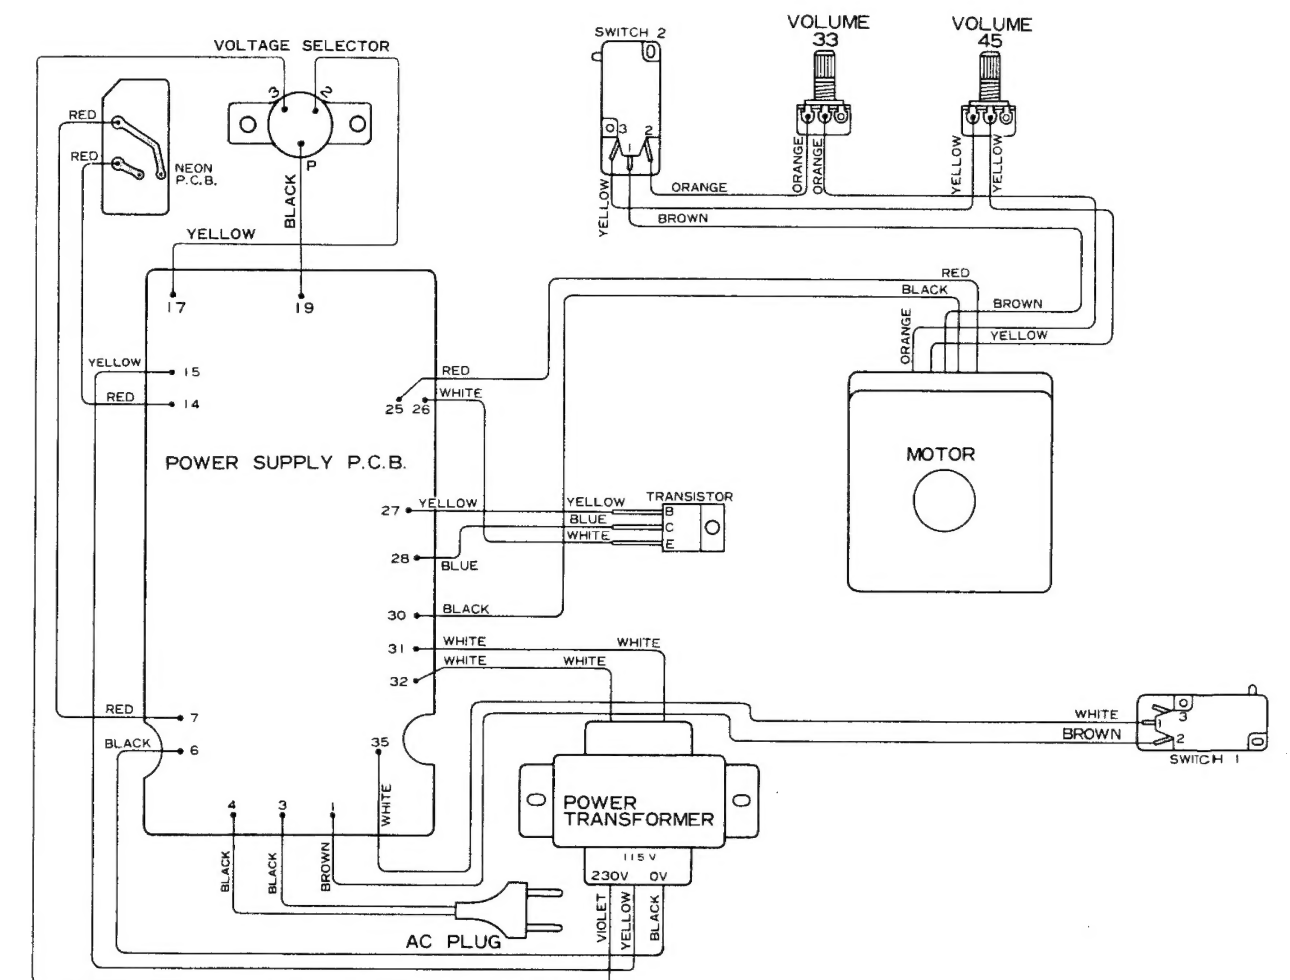 VOLTAGE SELECTOR
3
2
P
BLACK
YELLOW
RED
RED
NEON
P.C.B.
SWITCH 2
3
1
2
YELLOW
ORANGE
BROWN
VOLUME
33
ORANGE
ORANGE
VOLUME
45
YELLOW
YELLOW
RED
BLACK
BROWN
ORANGE
YELLOW
MOTOR
17
19
YELLOW
15
RED
14
RED
25
26
WHITE
POWER SUPPLY P.C.B.
27
YELLOW
YELLOW
TRANSISTOR
B
BLUE
C
WHITE
E
28
BLUE
30
BLACK
31
WHITE
WHITE
32
WHITE
WHITE
RED
7
BLACK
6
35
WHITE
4
3
1
BLACK
BLACK
BROWN
AC PLUG
POWER
TRANSFORMER
115V
230V
0V
VIOLET
YELLOW
BLACK
WHITE
BROWN
3
1
2
SWITCH 1